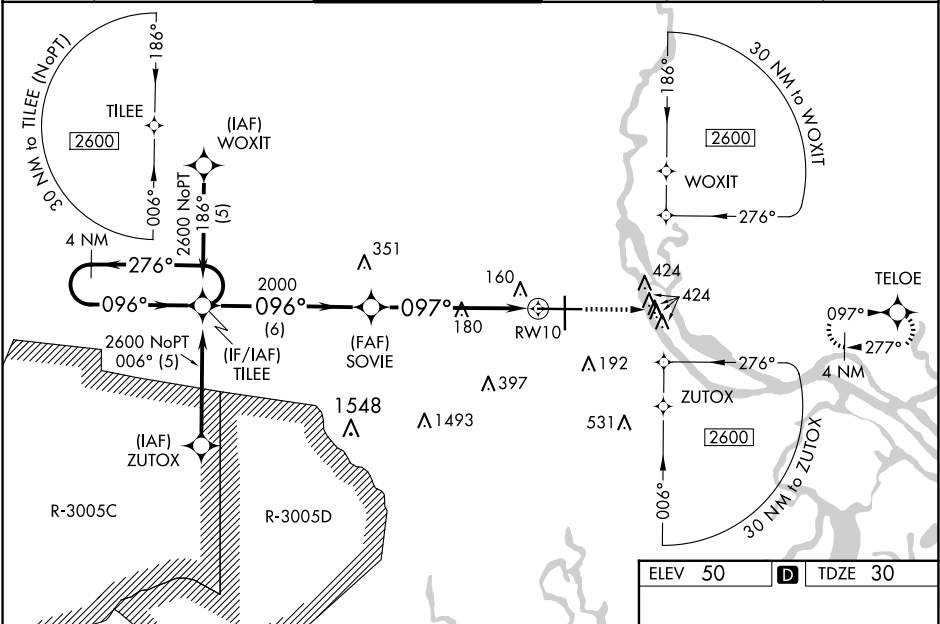 30 NM to TILEE (NoPT)
186°
TILEE
2600
006°
(IAF)
WOXIT
2600 NoPT
186°
(5)
186°
30 NM to WOXIT
2600
WOXIT
276°
4 NM
276°
096°
351
2000
096°
(6)
(FAF)
SOVIE
097°
180
160
RW10
424
424
TELOE
097°
277°
4 NM
2600 NoPT
006° (5)
(IF/IAF)
TILEE
192
397
1548
1493
531
276°
ZUTOX
2600
006°
30 NM to ZUTOX
(IAF)
ZUTOX
R-3005C
R-3005D
ELEV 50
D
TDZE 30